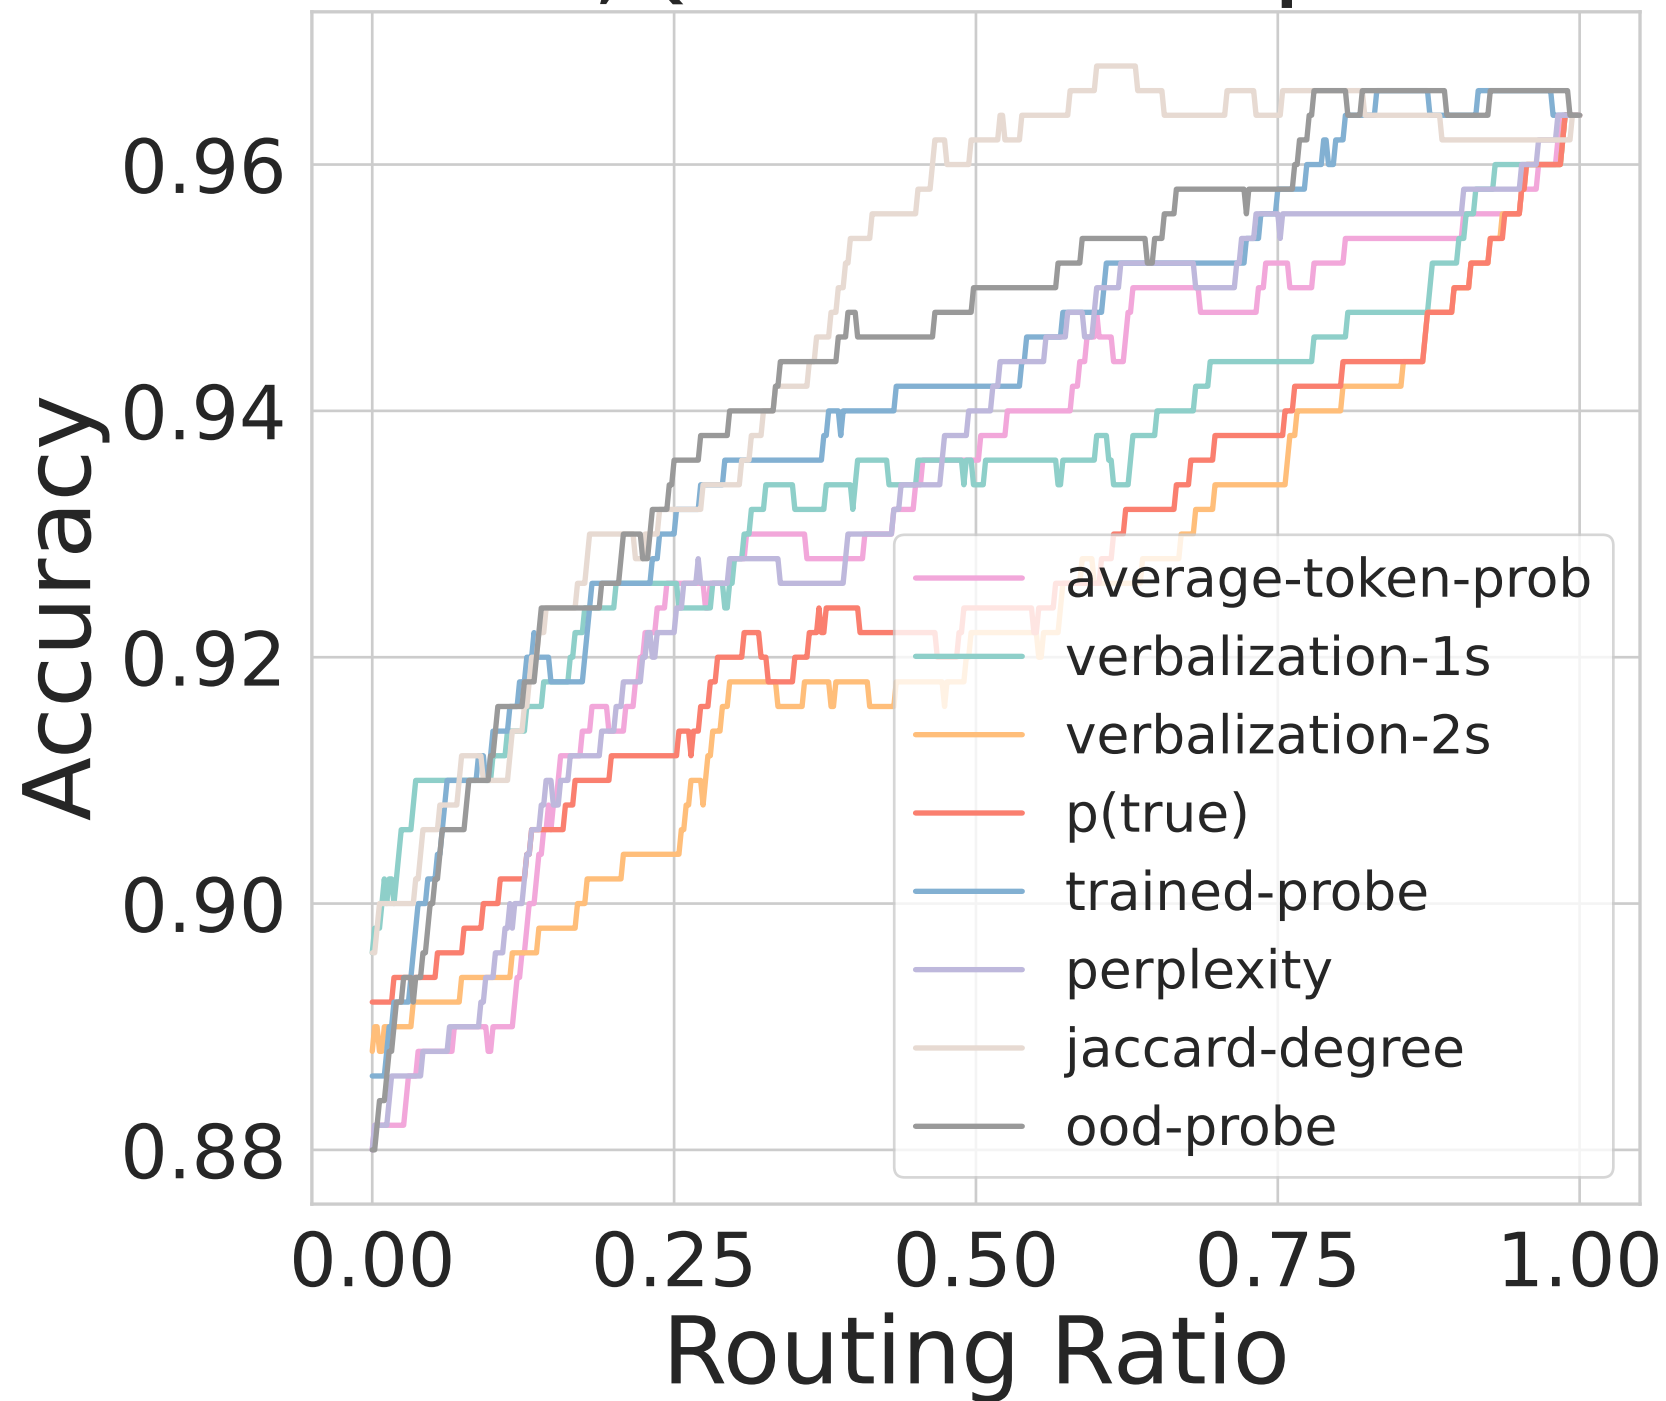 0.96
0.94
0.92
0.90
0.88
Accuracy
average-token-prob
verbalization-1s
verbalization-2s
p(true)
trained-probe
perplexity
jaccard-degree
ood-probe
0.00 0.25 0.50 0.75 1.00
Routing Ratio